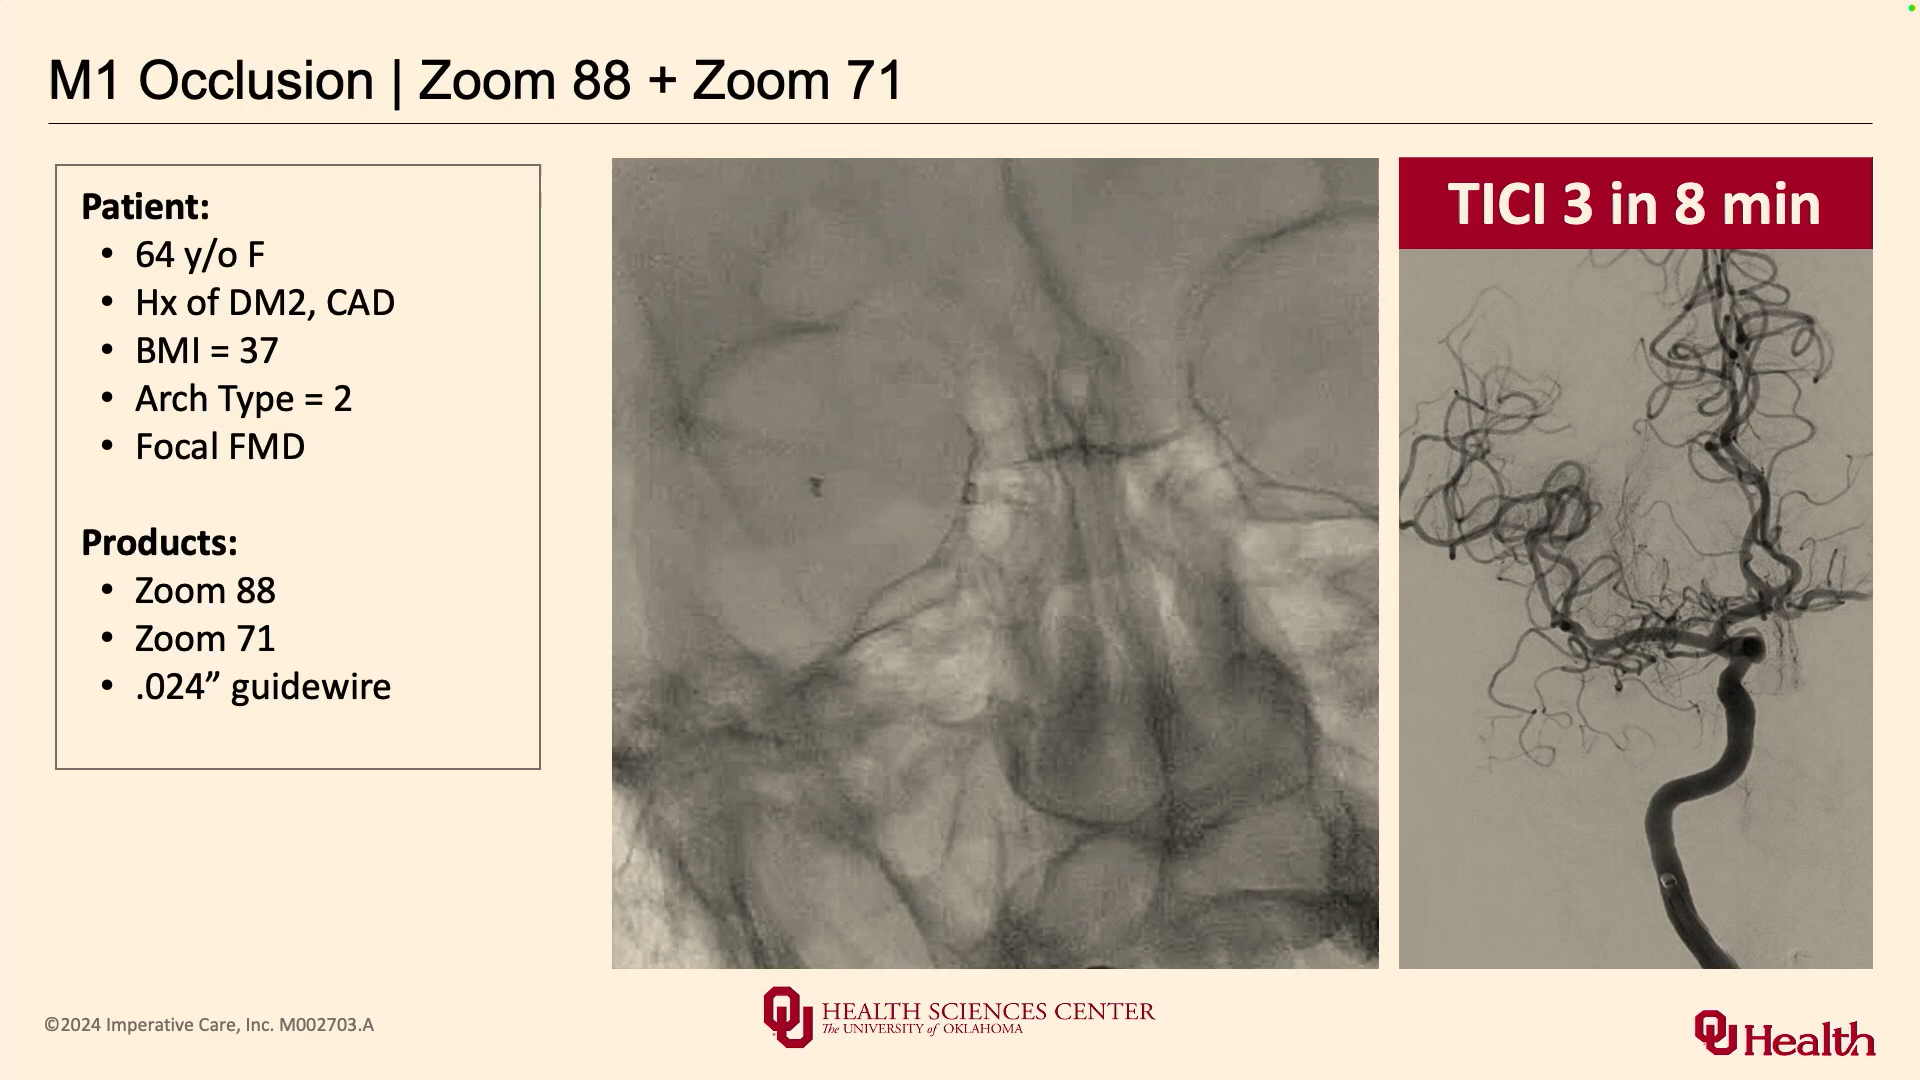 M1 Occlusion | Zoom 88 + Zoom 71
Patient:
• 64 y/o F
• Hx of DM2, CAD
• BMI = 37
• Arch Type = 2
• Focal FMD
Products:
• Zoom 88
• Zoom 71
• .024” guidewire
TICI 3 in 8 min
©2024 Imperative Care, Inc. M002703.A
OU HEALTH SCIENCES CENTER
The UNIVERSITY of OKLAHOMA
OU Health